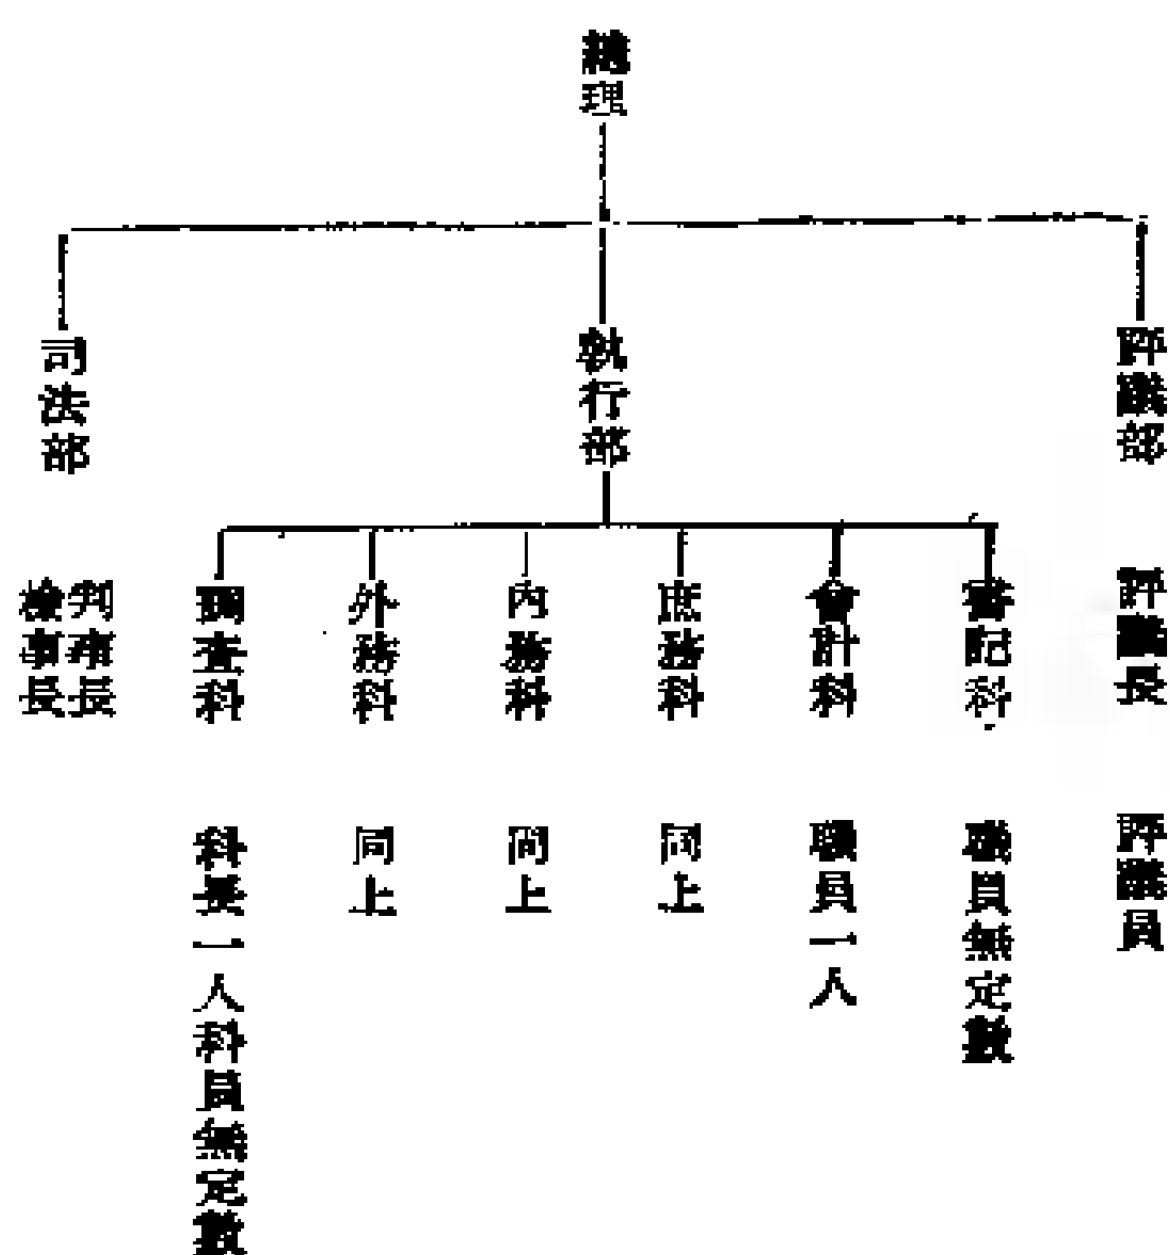 總理
評議部
執行部
司法部
評議長
書記科
會計科
庶務科
內務科
外務科
調查科
判事長
檢事長
評議員
職員無定數
職員一人
同上
同上
同上
科長一人科員無定數